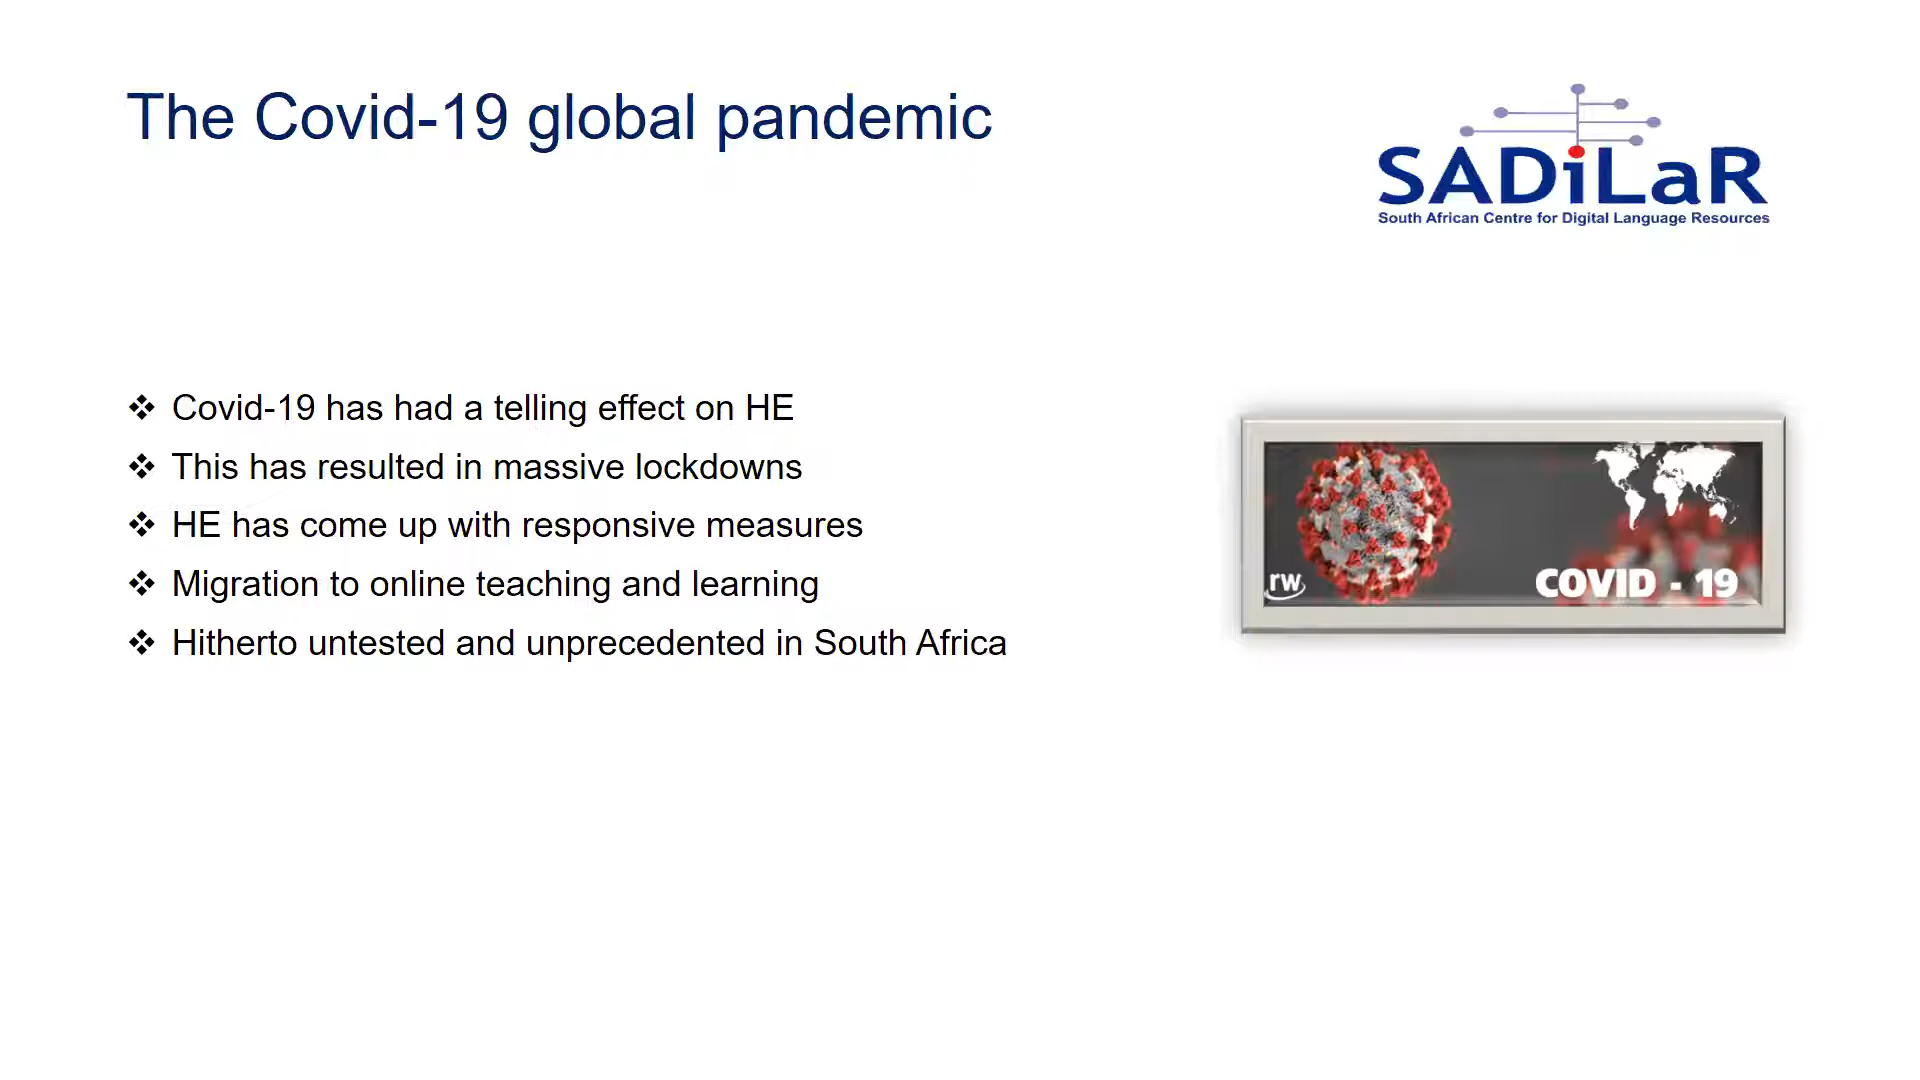 The Covid-19 global pandemic
SADiLaR
South African Centre for Digital Language Resources
❖ Covid-19 has had a telling effect on HE
❖ This has resulted in massive lockdowns
❖ HE has come up with responsive measures
❖ Migration to online teaching and learning
❖ Hitherto untested and unprecedented in South Africa
rw
COVID - 19